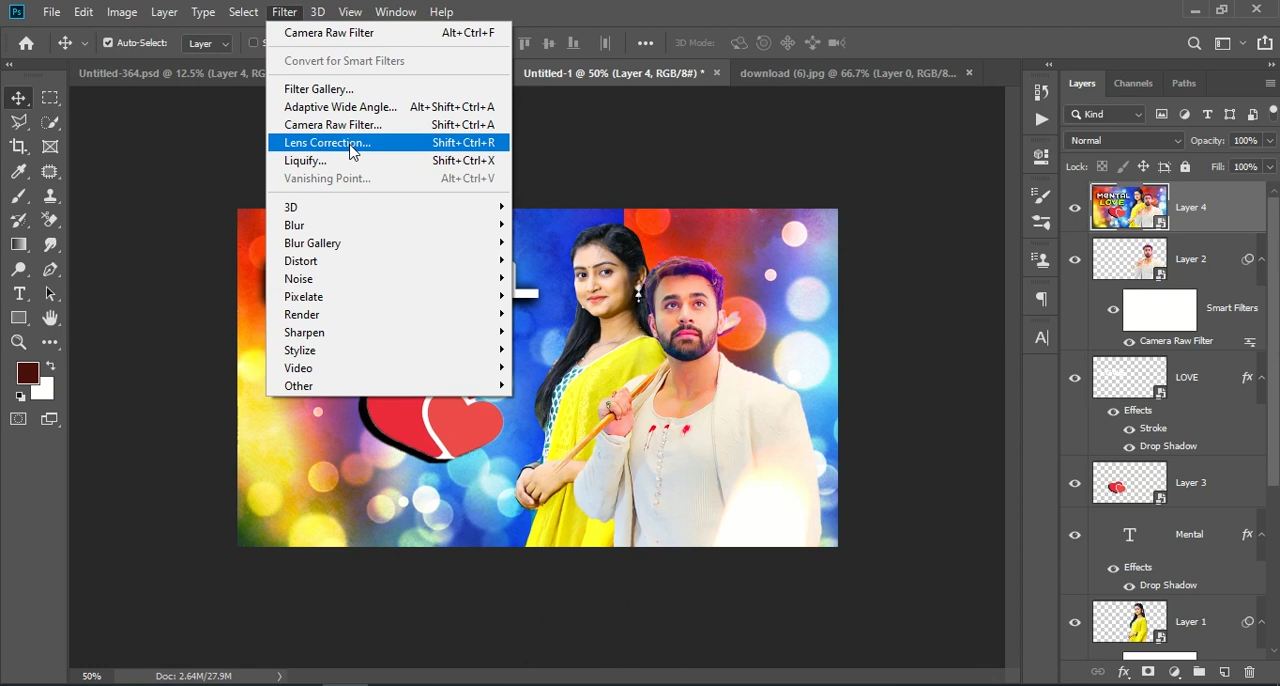 Ps File Edit Image Layer Type Select Filter 3D View Window Help
Auto-Select: Layer 3D Mode:
Untitled-364.psd @ 12.5% (Layer 4, RG Untitled-1 @ 50% (Layer 4, RGB/8#) * × download (6).jpg @ 66.7% (Layer 0, RGB/8... ×
Camera Raw Filter Alt+Ctrl+F
Convert for Smart Filters
Filter Gallery...
Adaptive Wide Angle... Alt+Shift+Ctrl+A
Camera Raw Filter... Shift+Ctrl+A
Lens Correction... Shift+Ctrl+R
Liquify... Shift+Ctrl+X
Vanishing Point... Alt+Ctrl+V
3D
Blur
Blur Gallery
Distort
Noise
Pixelate
Render
Sharpen
Stylize
Video
Other
Layers Channels Paths
Kind
Normal Opacity: 100%
Lock: Fill: 100%
MENTAL
LOVE
Layer 4
Layer 2
Smart Filters
Camera Raw Filter
LOVE fx
Effects
Stroke
Drop Shadow
Layer 3
T Mental fx
Effects
Drop Shadow
Layer 1
50% Doc: 2.64M/27.9M